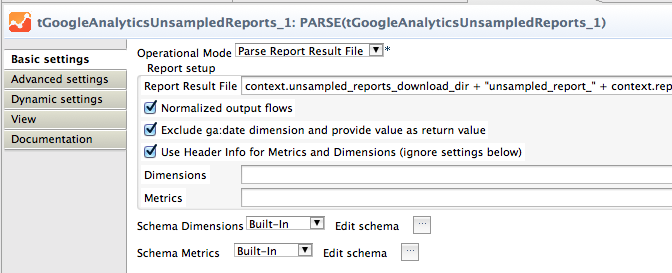 tGoogleAnalyticsUnsampledReports_1: PARSE(tGoogleAnalyticsUnsampledReports_1)
Basic settings
Advanced settings
Dynamic settings
View
Documentation
Operational Mode Parse Report Result File *
Report setup
Report Result File context.unsampled_reports_download_dir + "unsampled_report_" + context.rep
Normalized output flows
Exclude ga:date dimension and provide value as return value
Use Header Info for Metrics and Dimensions (ignore settings below)
Dimensions
Metrics
Schema Dimensions Built-In Edit schema ...
Schema Metrics Built-In Edit schema ...